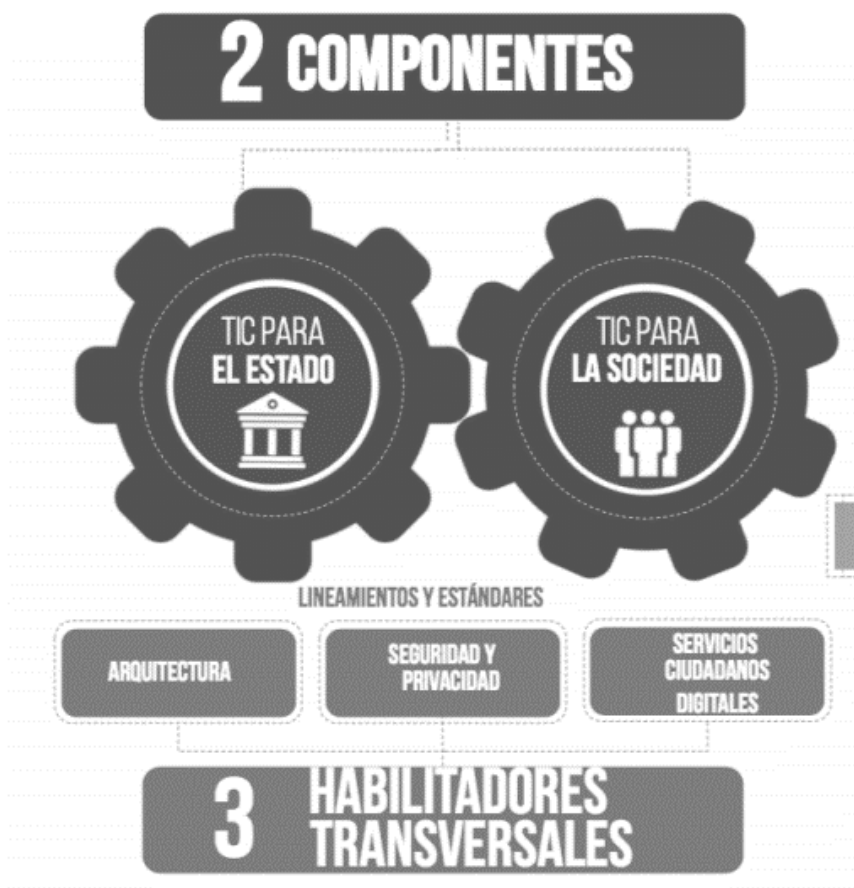 2 COMPONENTES
TIC PARA
EL ESTADO
TIC PARA
LA SOCIEDAD
LINEAMIENTOS Y ESTÁNDARES
ARQUITECTURA
SEGURIDAD Y
PRIVACIDAD
SERVICIOS
CIUDADANOS
DIGITALES
3 HABILITADORES
TRANSVERSALES